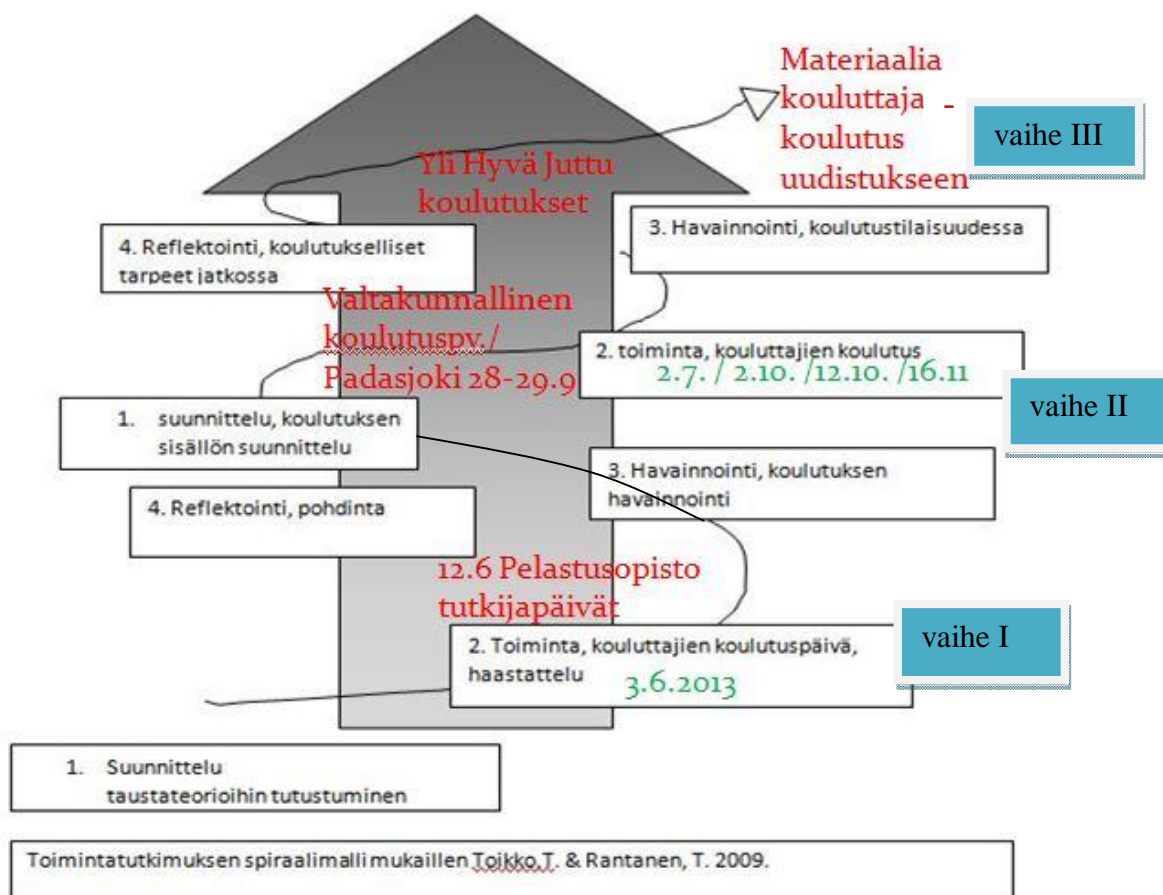 Materiaalia
kouluttaja -
koulutus
uudistukseen
vaihe III
Yli Hyvä Juttu
koulutukset
3. Havainnointi, koulutustilaisuudessa
4. Reflektointi, koulutukselliset
tarpeet jatkossa
Valtakunnallinen
koulutuspv./
Padasjoki 28-29.9
2. toiminta, kouluttajien koulutus
2.7. / 2.10. /12.10. /16.11
vaihe II
1. suunnittelu, koulutuksen
sisällön suunnittelu
3. Havainnointi, koulutuksen
havainnointi
4. Reflektointi, pohdinta
12.6 Pelastusopisto
tutkijapäivät
vaihe I
2. Toiminta, kouluttajien koulutuspäivä,
haastattelu
3.6.2013
1. Suunnittelu
taustateorioihin tutustuminen
Toimintatutkimuksen spiraalimalli mukaillen Toikko,T. & Rantanen, T. 2009.